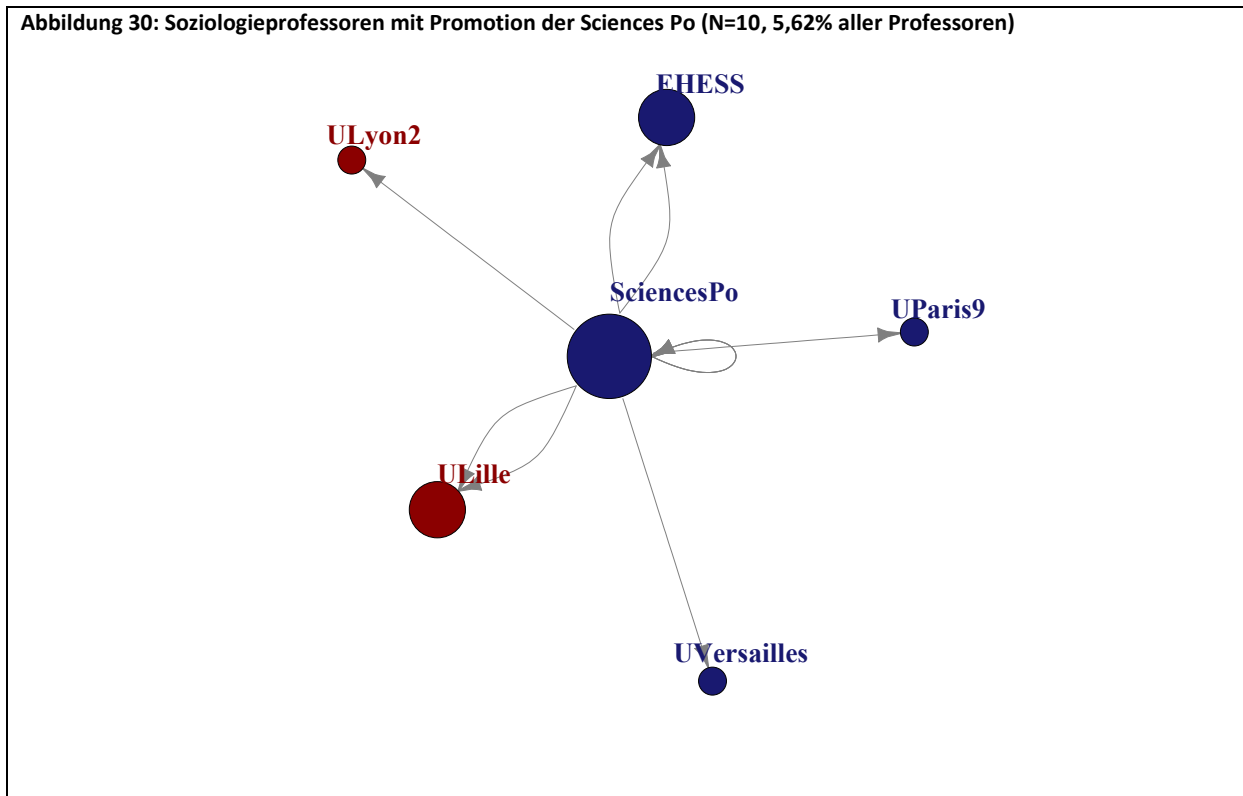 Abbildung 30: Soziologieprofessoren mit Promotion der Sciences Po (N=10, 5,62% aller Professoren)
EHESS
ULyon2
SciencesPo
UParis9
ULille
UVersailles